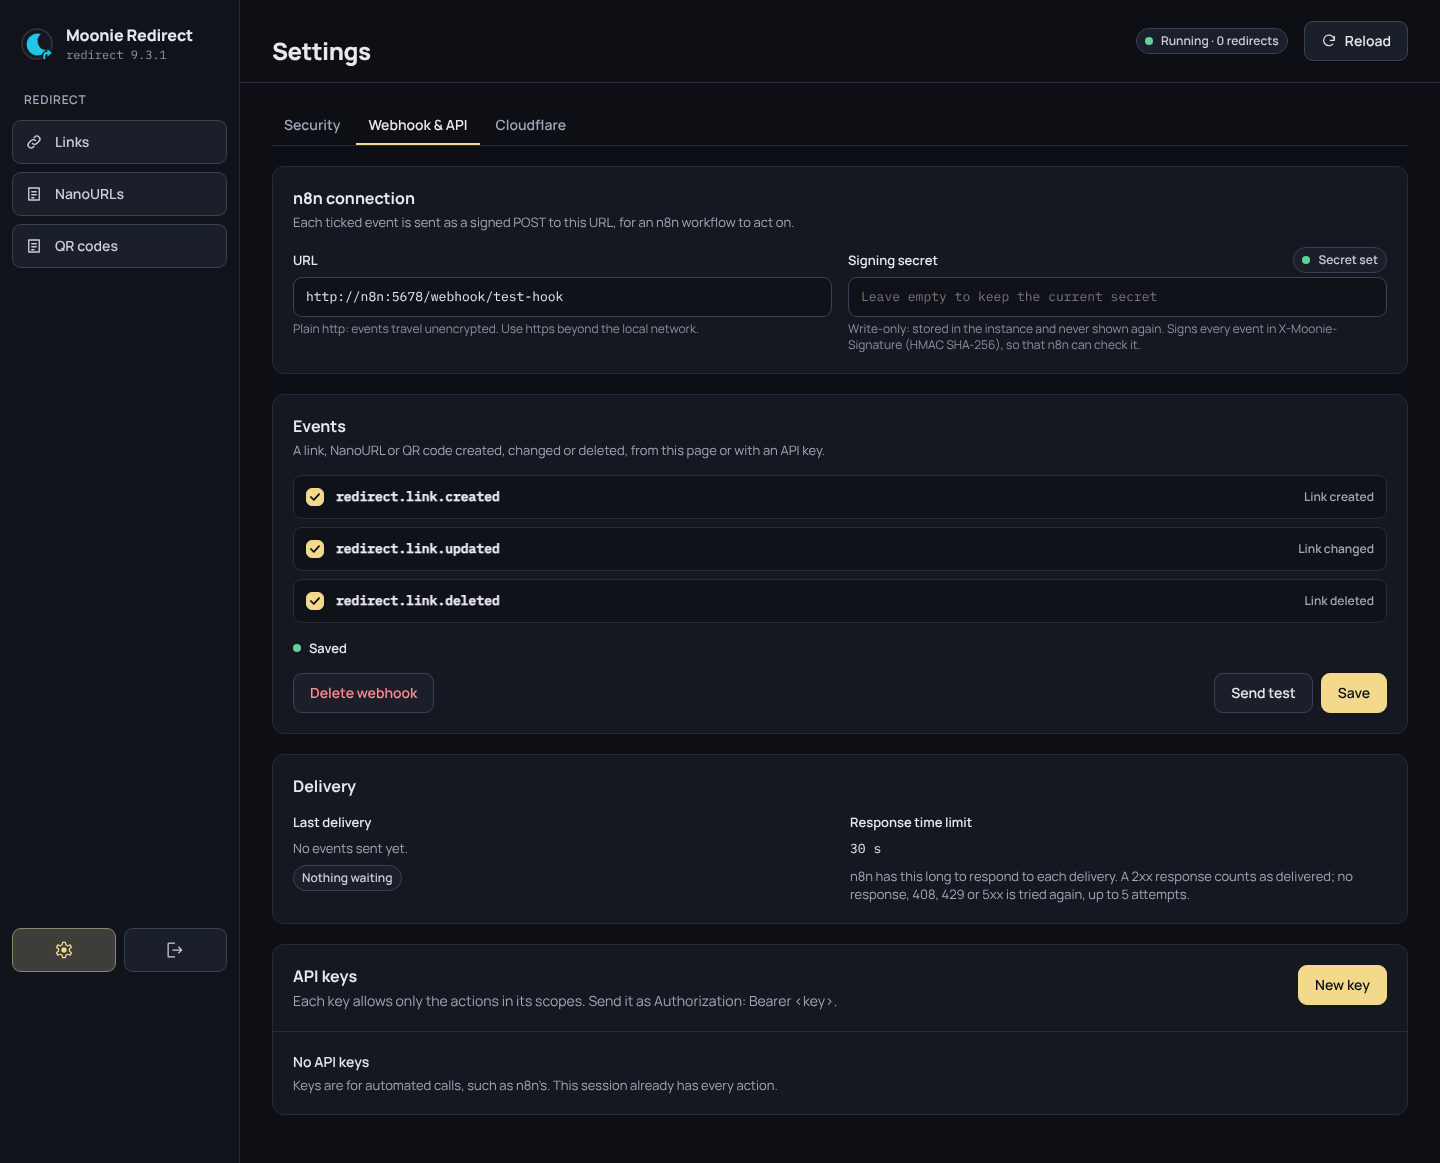 Moonie Redirect
redirect 9.3.1
REDIRECT
Links
NanoURLs
QR codes
Settings
Running · 0 redirects
Reload
Security
Webhook & API
Cloudflare
n8n connection
Each ticked event is sent as a signed POST to this URL, for an n8n workflow to act on.
URL
http://n8n:5678/webhook/test-hook
Plain http: events travel unencrypted. Use https beyond the local network.
Signing secret
Secret set
Leave empty to keep the current secret
Write-only: stored in the instance and never shown again. Signs every event in X-Moonie-
Signature (HMAC SHA-256), so that n8n can check it.
Events
A link, NanoURL or QR code created, changed or deleted, from this page or with an API key.
redirect.link.created
Link created
redirect.link.updated
Link changed
redirect.link.deleted
Link deleted
Saved
Delete webhook
Send test
Save
Delivery
Last delivery
No events sent yet.
Nothing waiting
Response time limit
30 s
n8n has this long to respond to each delivery. A 2xx response counts as delivered; no
response, 408, 429 or 5xx is tried again, up to 5 attempts.
API keys
Each key allows only the actions in its scopes. Send it as Authorization: Bearer <key>.
New key
No API keys
Keys are for automated calls, such as n8n's. This session already has every action.